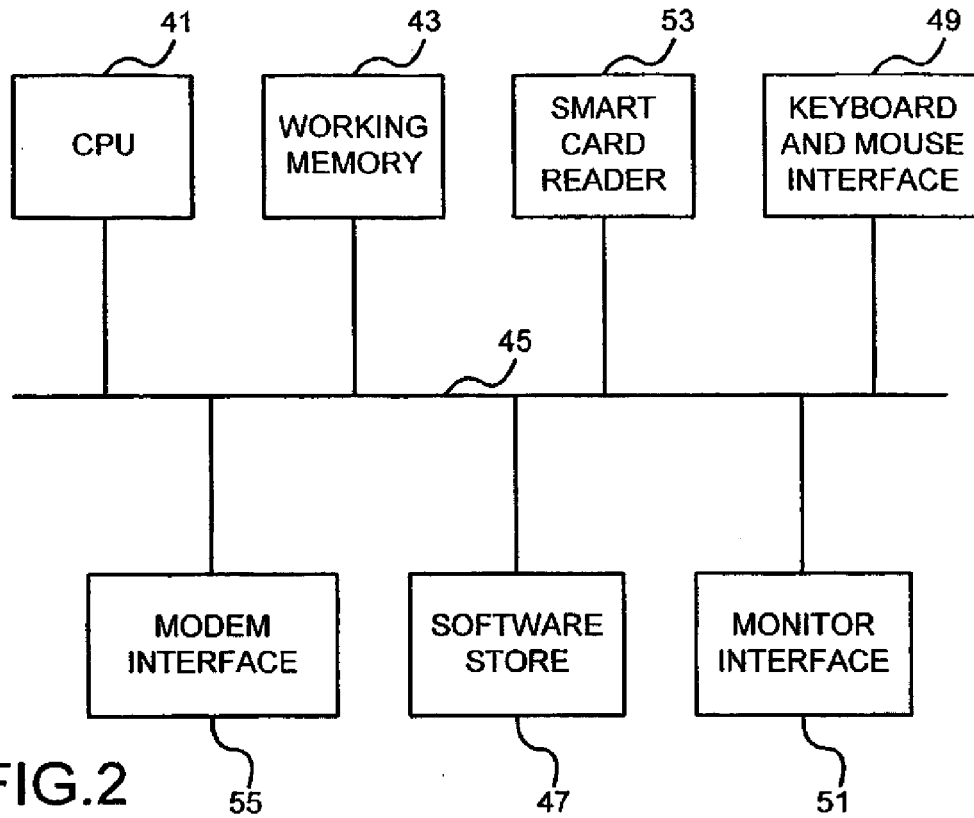 41
43
53
49
CPU
WORKING
MEMORY
SMART
CARD
READER
KEYBOARD
AND MOUSE
INTERFACE
45
MODEM
INTERFACE
SOFTWARE
STORE
MONITOR
INTERFACE
FIG.2
55
47
51